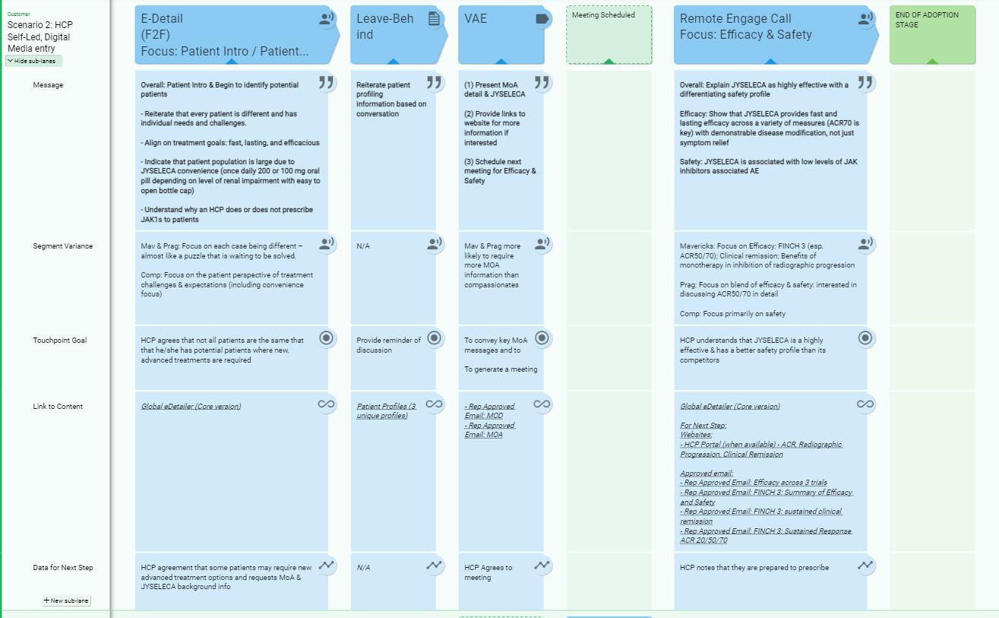 Customer
Scenario 2: HCP
Self-Led, Digital
Media entry
Hide sub-lanes
E-Detail
(F2F)
Focus: Patient Intro / Patient...
Leave-Beh
ind
VAE
Meeting Scheduled
Remote Engage Call
Focus: Efficacy & Safety
END OF ADOPTION
STAGE
Message
Overall: Patient Intro & Begin to identify potential
patients
- Reiterate that every patient is different and has
individual needs and challenges.
- Align on treatment goals: fast, lasting, and efficacious
- Indicate that patient population is large due to
JYSELECA convenience (once daily 200 or 100 mg oral
pill depending on level of renal impairment with easy to
open bottle cap)
- Understand why an HCP does or does not prescribe
JAK1s to patients
Reiterate patient
profiling
information based on
conversation
(1) Present MoA
detail & JYSELECA
(2) Provide links to
website for more
information if
interested
(3) Schedule next
meeting for Efficacy &
Safety
Overall: Explain JYSELECA as highly effective with a
differentiating safety profile
Efficacy: Show that JYSELECA provides fast and
lasting efficacy across a variety of measures (ACR70 is
key) with demonstrable disease modification, not just
symptom relief
Safety: JYSELECA is associated with low levels of JAK
inhibitors associated AE
Segment Variance
Mav & Prag: Focus on each case being different –
almost like a puzzle that is waiting to be solved.
Comp: Focus on the patient perspective of treatment
challenges & expectations (including convenience
focus)
N/A
Mav & Prag more
likely to require
more MOA
information than
compassionates
Mavericks: Focus on Efficacy: FINCH 3 (esp.
ACR50/70); Clinical remission; Benefits of
monotherapy in inhibition of radiographic progression
Prag: Focus on blend of efficacy & safety: interested in
discussing ACR50/70 in detail
Comp: Focus primarily on safety
Touchpoint Goal
HCP agrees that not all patients are the same that
that he/she has potential patients where new,
advanced treatments are required
Provide reminder of
discussion
To convey key MoA
messages and to
To generate a meeting
HCP understands that JYSELECA is a highly
effective & has a better safety profile than its
competitors
Link to Content
Global eDetailer (Core version)
Patient Profiles (3
unique profiles)
- Rep Approved
Email: MOD
- Rep Approved
Email: MOA
Global eDetailer (Core version)
For Next Step:
Websites:
- HCP Portal (when available) - ACR, Radiographic
Progression, Clinical Remission
Approved email:
- Rep Approved Email: Efficacy across 3 trials
- Rep Approved Email: FINCH 3: Summary of Efficacy
and Safety
- Rep Approved Email: FINCH 3: sustained clinical
remission
- Rep Approved Email: FINCH 3: Sustained Response
ACR 20/50/70
Data for Next Step
HCP agreement that some patients may require new
advanced treatment options and requests MoA &
JYSELECA background info
N/A
HCP Agrees to
meeting
HCP notes that they are prepared to prescribe
+ New sub-lane